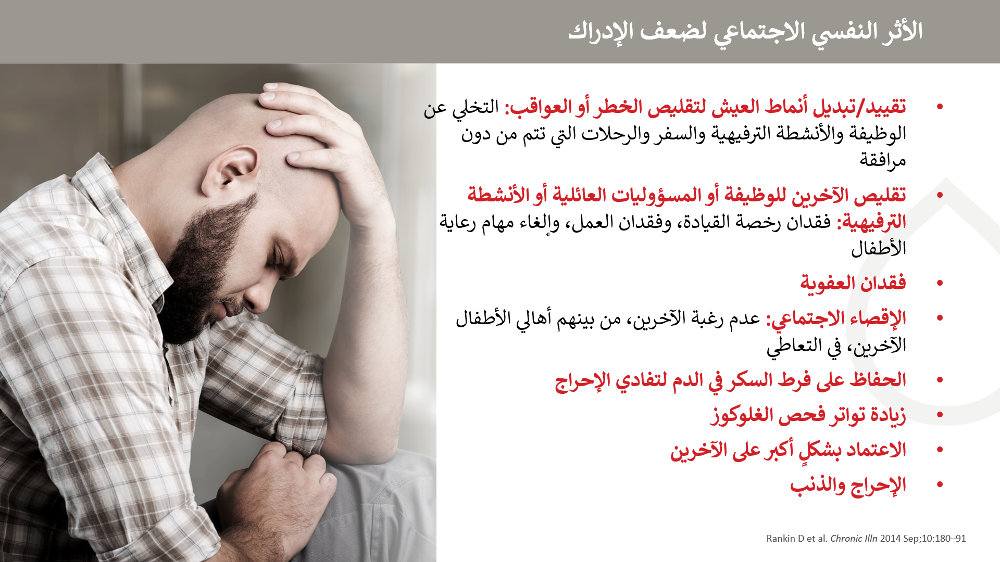 الأثر النفسي الاجتماعي لضعف الإدراك
• تقييد/تبديل أنماط العيش لتقليص الخطر أو العواقب: التخلي عن
الوظيفة والأنشطة الترفيهية والسفر والرحلات التي تتم من دون
مرافقة
• تقليص الآخرين للوظيفة أو المسؤوليات العائلية أو الأنشطة
الترفيهية: فقدان رخصة القيادة، وفقدان العمل، وإلغاء مهام رعاية
الأطفال
• فقدان العفوية
• الإقصاء الاجتماعي: عدم رغبة الآخرين، من بينهم أهالي الأطفال
الآخرين، في التعاطي
• الحفاظ على فرط السكر في الدم لتفادي الإحراج
• زيادة تواتر فحص الغلوكوز
• الاعتماد بشكلٍ أكبر على الآخرين
• الإحراج والذنب
Rankin D et al. Chronic Illn 2014 Sep;10:180–91